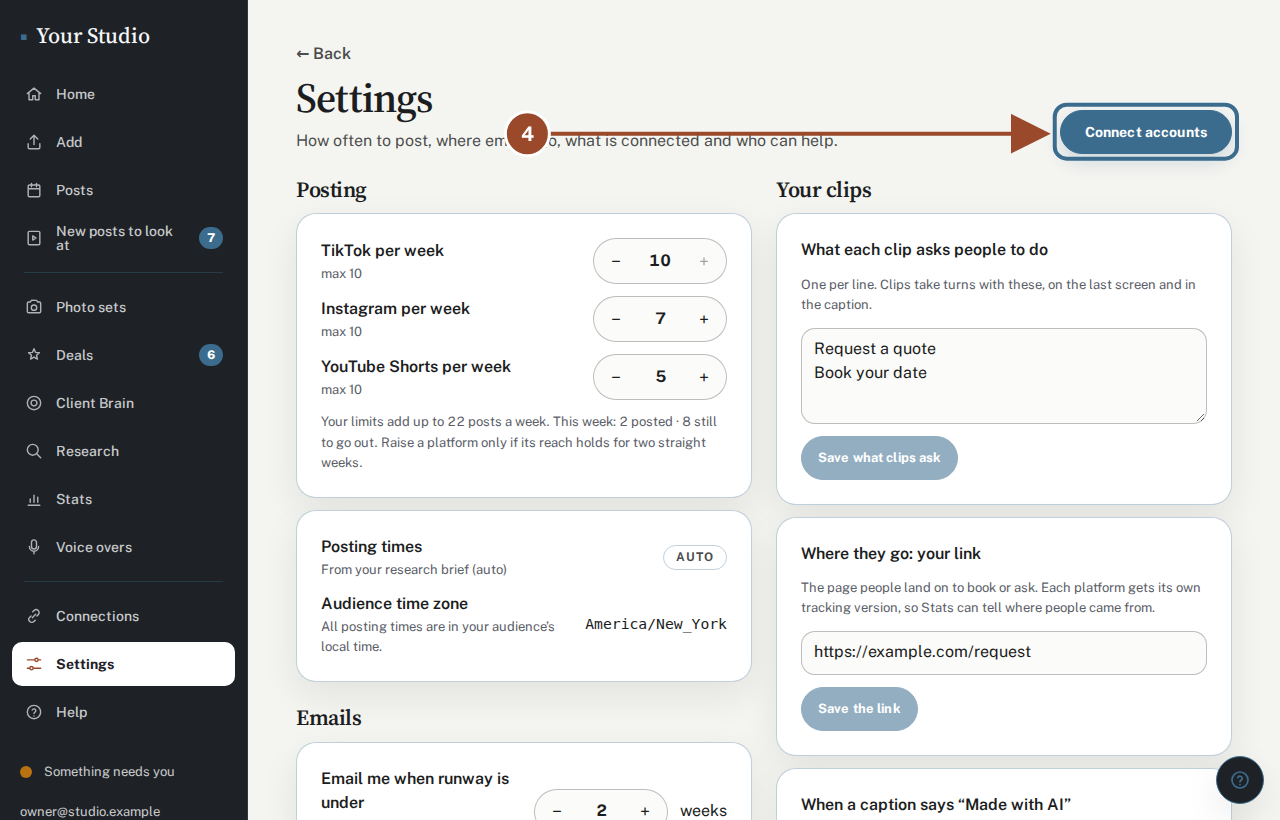 Your Studio
Home
Add
Posts
New posts to look
at
7
Photo sets
Deals
6
Client Brain
Research
Stats
Voice overs
Connections
Settings
Help
Something needs you
owner@studio.example
← Back
Settings
How often to post, where em o, what is connected and who can help.
4
Connect accounts
Posting
TikTok per week
max 10
− 10 +
Instagram per week
max 10
− 7 +
YouTube Shorts per week
max 10
− 5 +
Your limits add up to 22 posts a week. This week: 2 posted · 8 still
to go out. Raise a platform only if its reach holds for two straight
weeks.
Posting times
From your research brief (auto)
AUTO
Audience time zone
All posting times are in your audience’s
local time.
America/New_York
Emails
Email me when runway is
under
− 2 + weeks
Your clips
What each clip asks people to do
One per line. Clips take turns with these, on the last screen and in
the caption.
Request a quote
Book your date
Save what clips ask
Where they go: your link
The page people land on to book or ask. Each platform gets its own
tracking version, so Stats can tell where people came from.
https://example.com/request
Save the link
When a caption says “Made with AI”